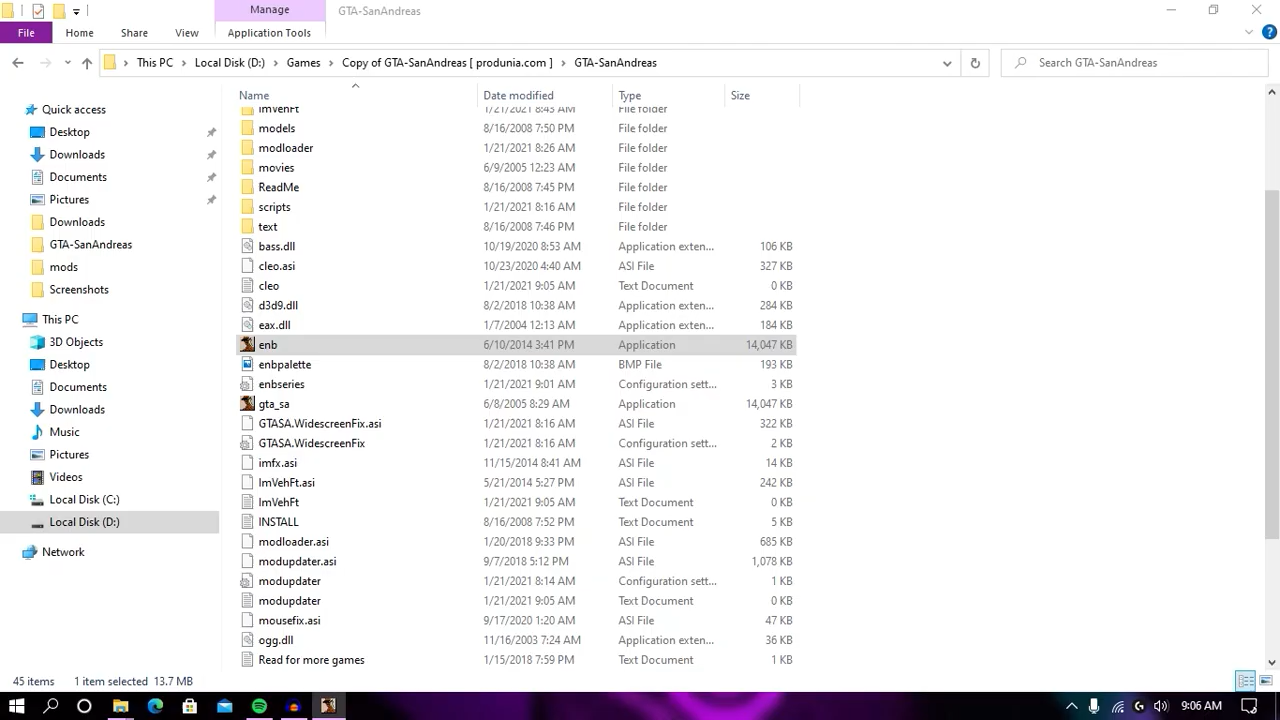 Manage
GTA-SanAndreas
File
Home
Share
View
Application Tools
This PC
Local Disk (D:)
Games
Copy of GTA-SanAndreas [ produnia.com ]
GTA-SanAndreas
Search GTA-SanAndreas
Name
Date modified
Type
Size
Quick access
Desktop
Downloads
Documents
Pictures
Downloads
GTA-SanAndreas
mods
Screenshots
This PC
3D Objects
Desktop
Documents
Downloads
Music
Pictures
Videos
Local Disk (C:)
Local Disk (D:)
Network
ImVehFt 1/21/2021 8:43 AM File folder
models 8/16/2008 7:50 PM File folder
modloader 1/21/2021 8:26 AM File folder
movies 6/9/2005 12:23 AM File folder
ReadMe 8/16/2008 7:45 PM File folder
scripts 1/21/2021 8:16 AM File folder
text 8/16/2008 7:46 PM File folder
bass.dll 10/19/2020 8:53 AM Application exten... 106 KB
cleo.asi 10/23/2020 4:40 AM ASI File 327 KB
cleo 1/21/2021 9:05 AM Text Document 0 KB
d3d9.dll 8/2/2018 10:38 AM Application exten... 284 KB
eax.dll 1/7/2004 12:13 AM Application exten... 184 KB
enb 6/10/2014 3:41 PM Application 14,047 KB
enbpalette 8/2/2018 10:38 AM BMP File 193 KB
enbseries 1/21/2021 9:01 AM Configuration sett... 3 KB
gta_sa 6/8/2005 8:29 AM Application 14,047 KB
GTASA.WidescreenFix.asi 1/21/2021 8:16 AM ASI File 322 KB
GTASA.WidescreenFix 1/21/2021 8:16 AM Configuration sett... 2 KB
imfx.asi 11/15/2014 8:41 AM ASI File 14 KB
ImVehFt.asi 5/21/2014 5:27 PM ASI File 242 KB
ImVehFt 1/21/2021 9:05 AM Text Document 0 KB
INSTALL 8/16/2008 7:52 PM Text Document 5 KB
modloader.asi 1/20/2018 9:33 PM ASI File 685 KB
modupdater.asi 9/7/2018 5:12 PM ASI File 1,078 KB
modupdater 1/21/2021 8:14 AM Configuration sett... 1 KB
modupdater 1/21/2021 9:05 AM Text Document 0 KB
mousefix.asi 9/17/2020 1:20 AM ASI File 47 KB
ogg.dll 11/16/2003 7:24 AM Application exten... 36 KB
Read for more games 1/15/2018 7:59 PM Text Document 1 KB
45 items
1 item selected 13.7 MB
9:06 AM